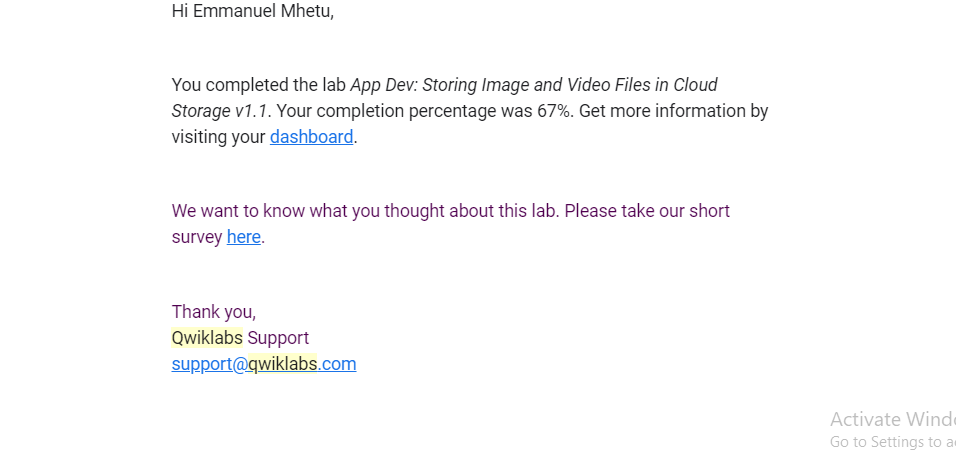 Hi Emmanuel Mhetu,
You completed the lab App Dev: Storing Image and Video Files in Cloud
Storage v1.1. Your completion percentage was 67%. Get more information by
visiting your dashboard.
We want to know what you thought about this lab. Please take our short
survey here.
Thank you,
Qwiklabs Support
support@qwiklabs.com
Activate Wind
Go to Settings to a